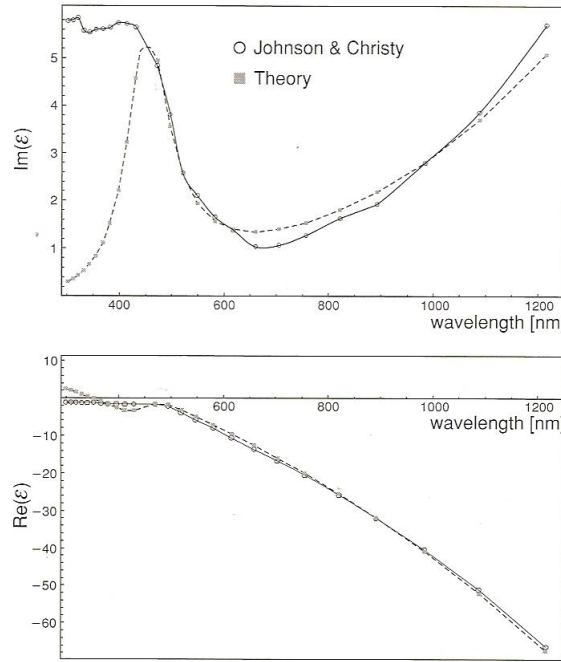 Im(ε)
5
4
3
2
1
○ Johnson & Christy
■ Theory
400 600 800 1000 1200
wavelength [nm]
Re(ε)
10
−10
−20
−30
−40
−50
−60
600 800 1000 1200
wavelength [nm]